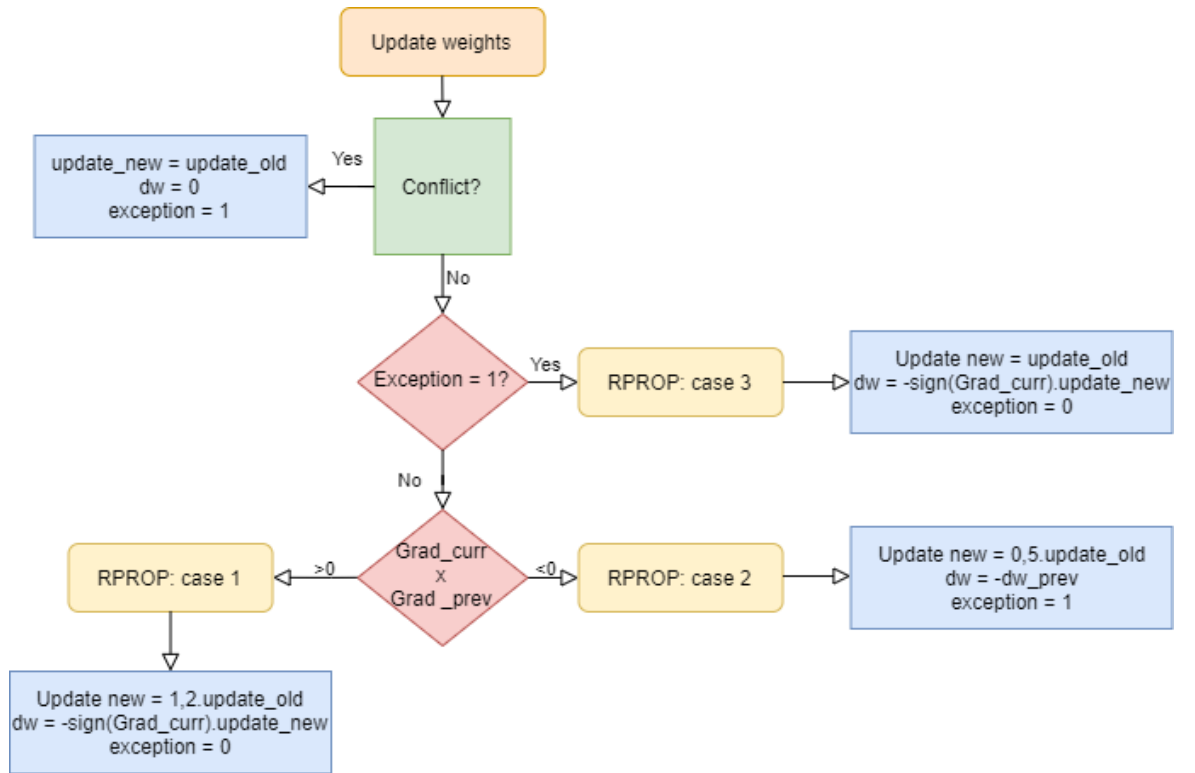 Update weights
update_new = update_old
dw = 0
exception = 1
Yes
Conflict?
No
Exception = 1?
Yes
RPROP: case 3
Update new = update_old
dw = -sign(Grad_curr).update_new
exception = 0
No
Grad_curr
x
Grad _prev
>0
RPROP: case 1
<0
RPROP: case 2
Update new = 0,5.update_old
dw = -dw_prev
exception = 1
Update new = 1,2.update_old
dw = -sign(Grad_curr).update_new
exception = 0